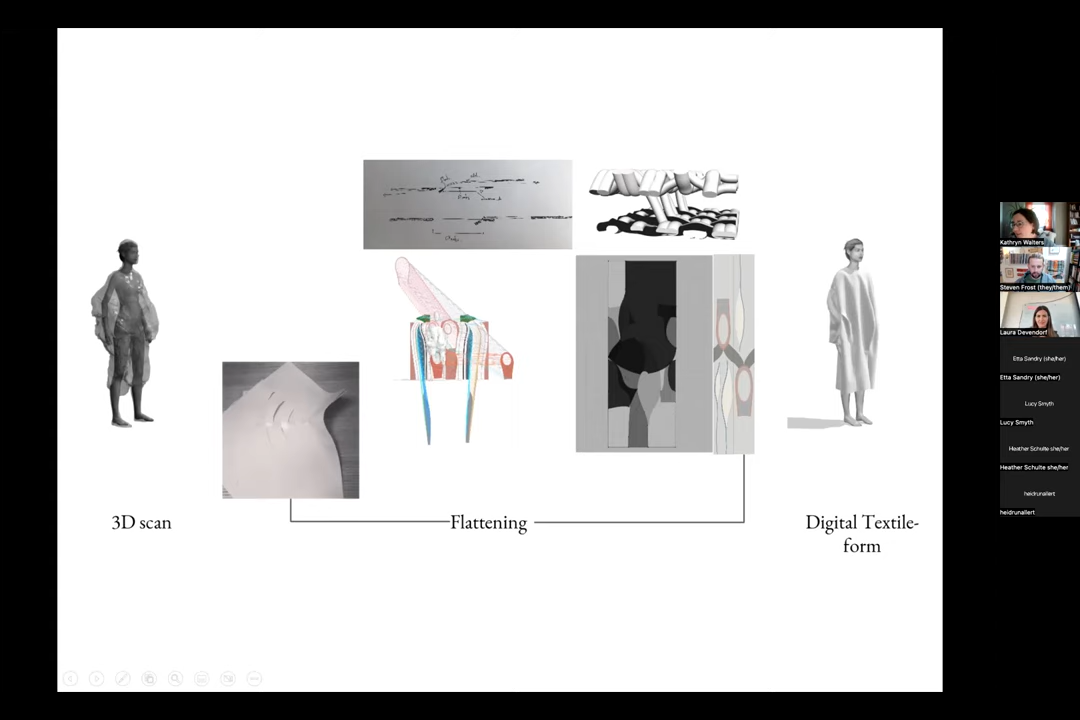 3D scan
Flattening
Digital Textile-
form
Kathryn Walters
Steven Frost (they/them)
Laura Devendorf
Etta Sandry (she/her)
Etta Sandry (she/her)
Lucy Smyth
Lucy Smyth
Heather Schulte she/her
Heather Schulte she/her
heidrunallert
heidrunallert